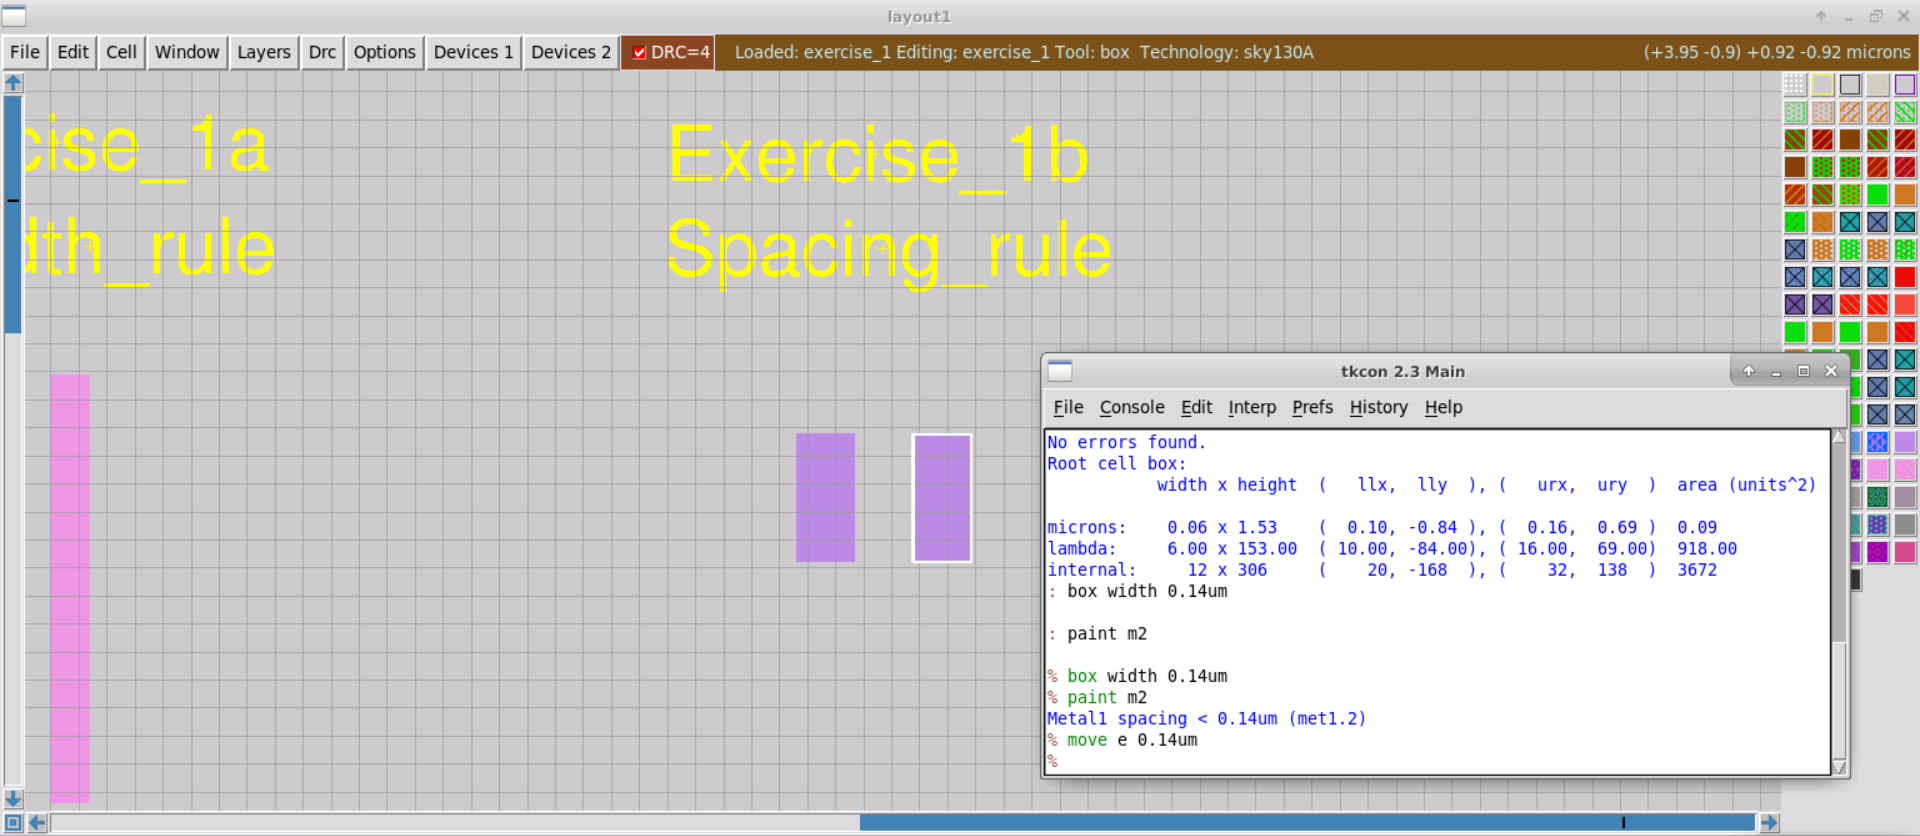 layout1
File Edit Cell Window Layers Drc Options Devices 1 Devices 2 DRC=4 Loaded: exercise_1 Editing: exercise_1 Tool: box Technology: sky130A (+3.95 -0.9) +0.92 -0.92 microns
cise_1a
Exercise_1b
dth_rule
Spacing_rule
tkcon 2.3 Main
File Console Edit Interp Prefs History Help
No errors found.
Root cell box:
width x height ( llx, lly ), ( urx, ury ) area (units^2)
microns: 0.06 x 1.53 ( 0.10, -0.84 ), ( 0.16, 0.69 ) 0.09
lambda: 6.00 x 153.00 ( 10.00, -84.00), ( 16.00, 69.00) 918.00
internal: 12 x 306 ( 20, -168 ), ( 32, 138 ) 3672
: box width 0.14um
: paint m2
% box width 0.14um
% paint m2
Metal1 spacing < 0.14um (met1.2)
% move e 0.14um
%